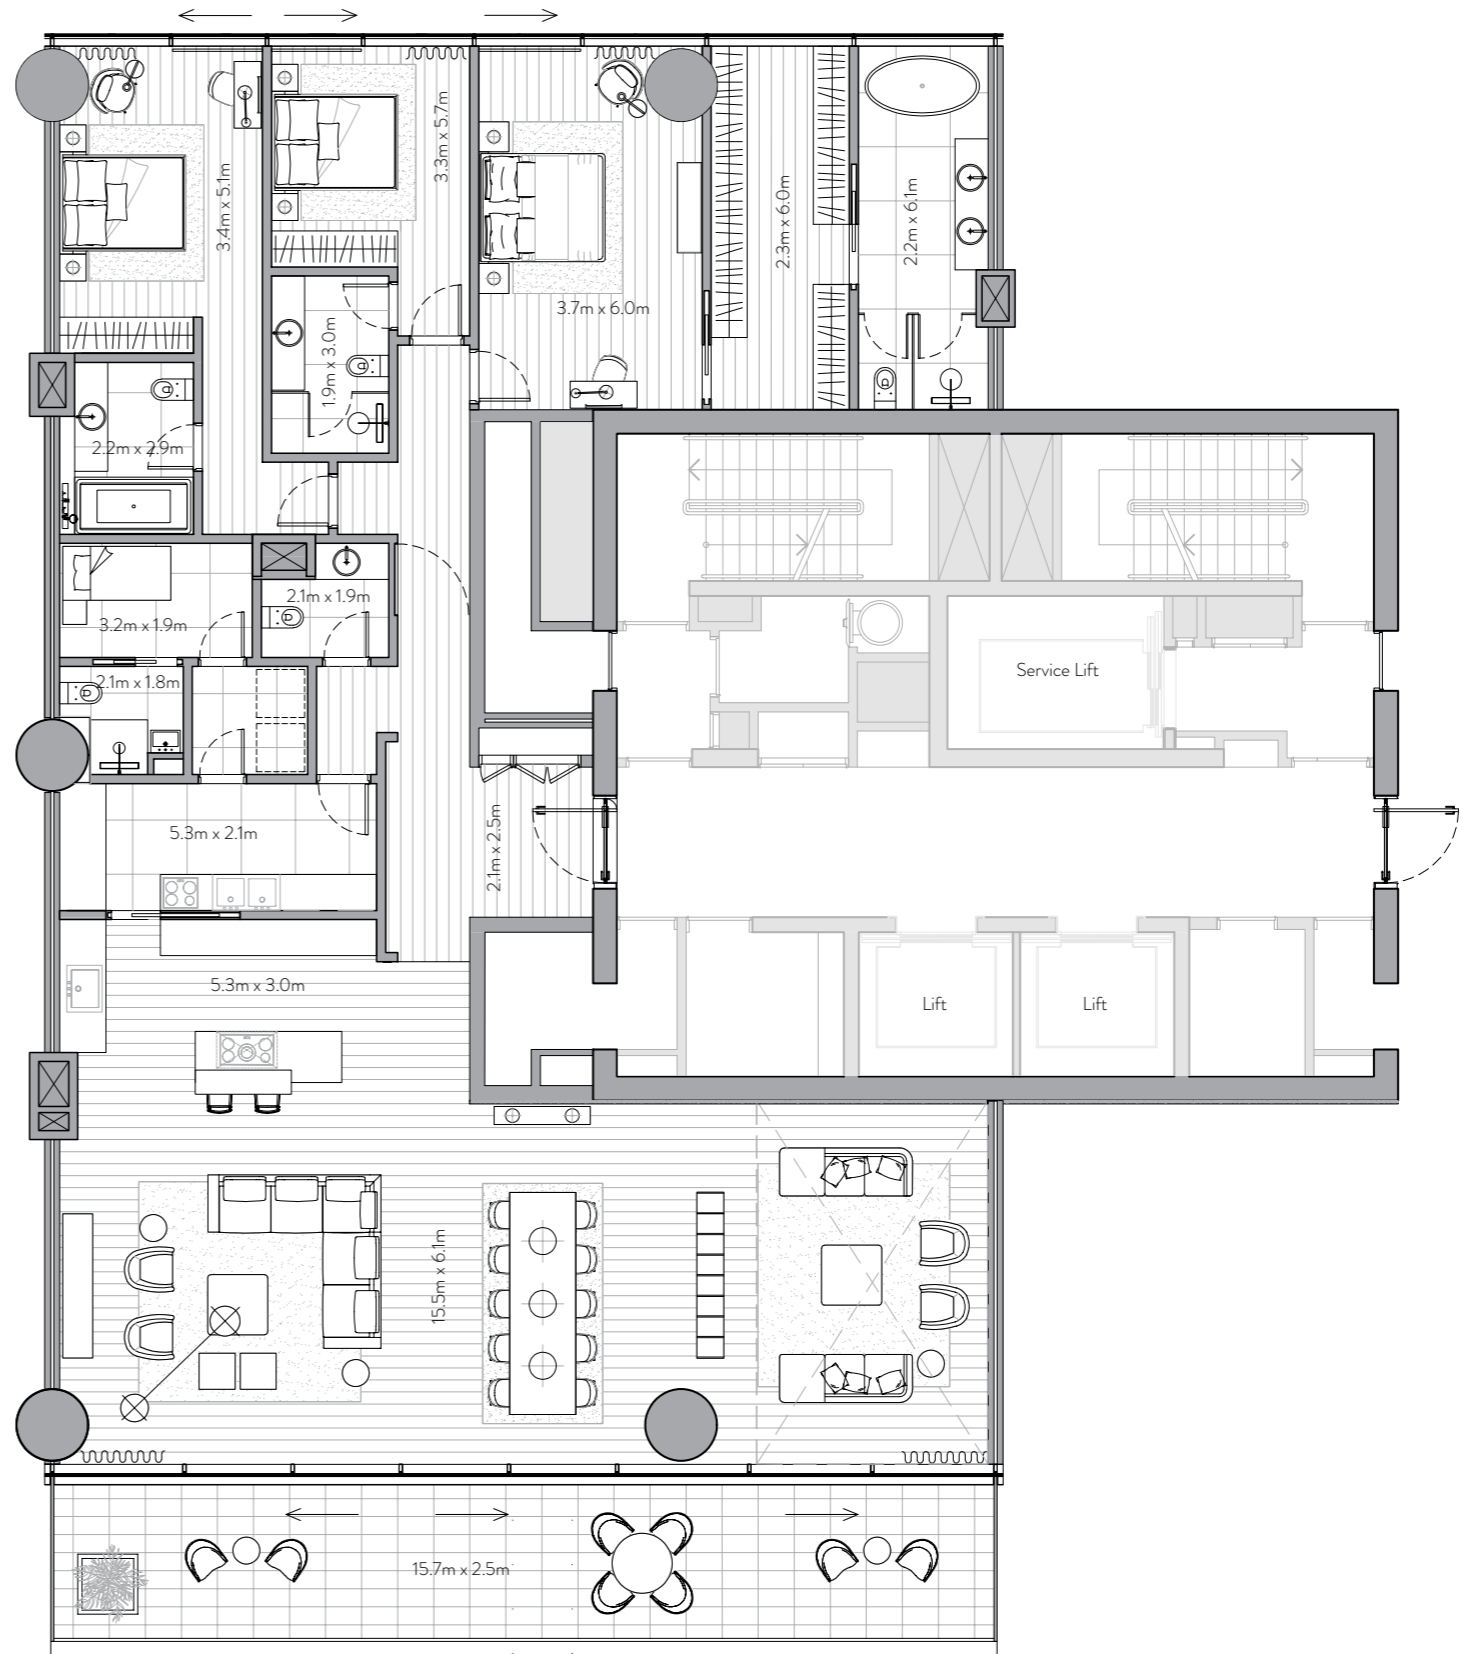 3.3m x 5.7m
3.4m x 5.1m
2.3m x 6.0m
2.2m x 6.1m
3.7m x 6.0m
1.9m x 3.0m
2.2m x 2.9m
2.1m x 1.9m
3.2m x 1.9m
Service Lift
2.1m x 1.8m
5.3m x 2.1m
2.1m x 2.5m
5.3m x 3.0m
Lift
Lift
15.5m x 6.1m
15.7m x 2.5m